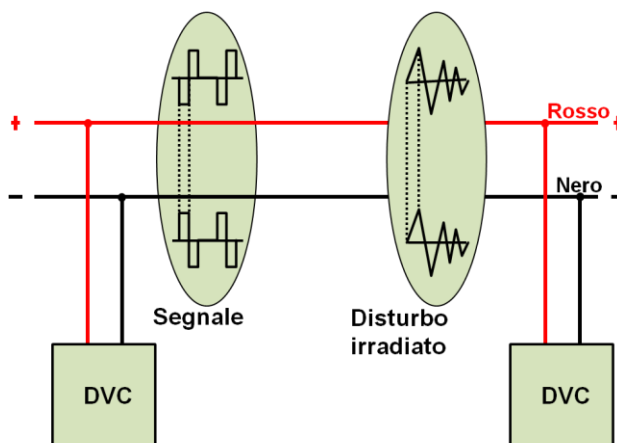 Rosso
+ +
Nero
- -
Segnale
Disturbo
irradiato
DVC DVC